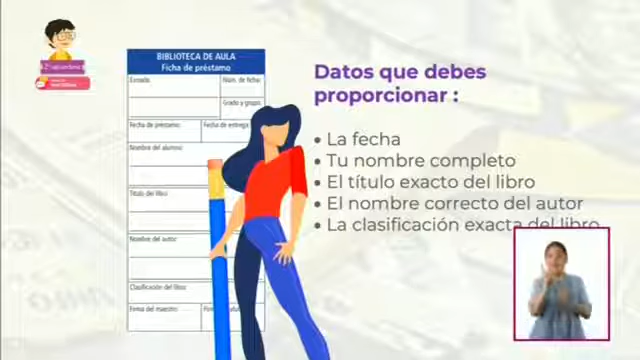 BIBLIOTECA DE AULA
Ficha de préstamo
Escuela:
Núm. de ficha:
Grado y grupo:
Fecha de préstamo:
Fecha de entrega:
Nombre del alumno:
Título del libro:
Nombre del autor:
Clasificación del libro:
Firma del maestro:
Datos que debes
proporcionar :
• La fecha
• Tu nombre completo
• El título exacto del libro
• El nombre correcto del autor
• La clasificación exacta del libro